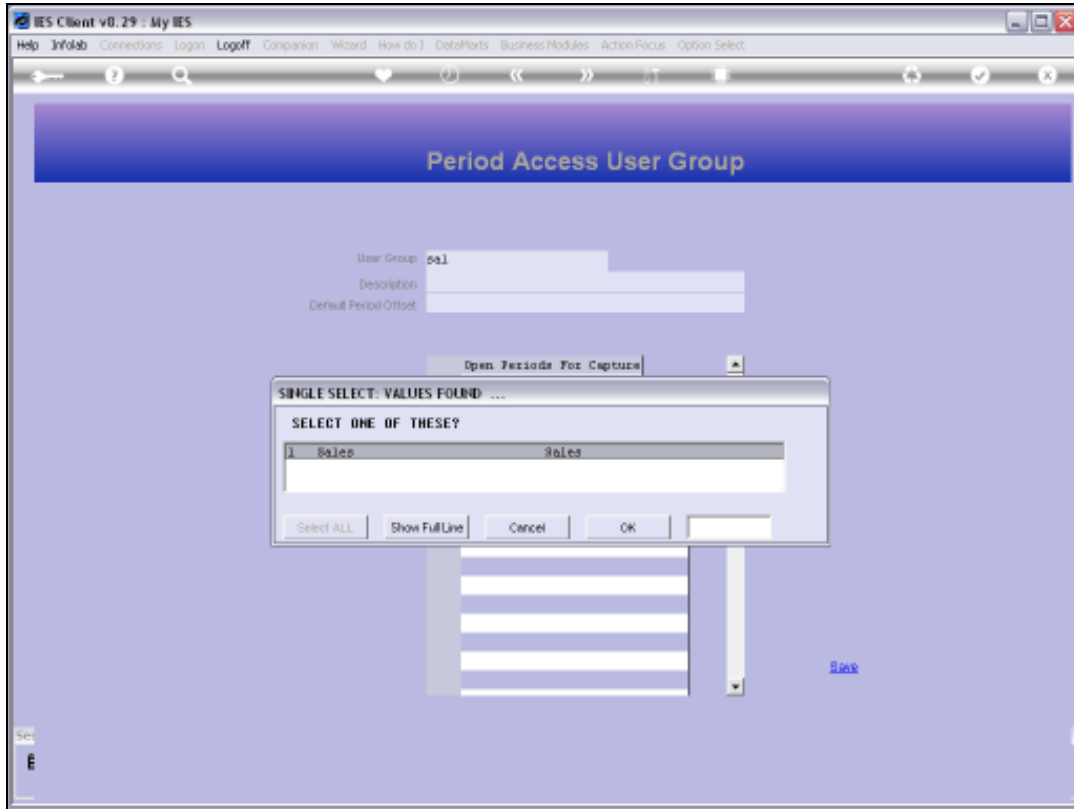 IES Client v8.29 : My IES
Help Infolab Connections Logon Logoff Companion Wizard How do I DataMarts Business Modules Action Focus Option Select
Period Access User Group
User Group sal
Description
Default Period Offset
Open Periods For Capture
SINGLE SELECT: VALUES FOUND ...
SELECT ONE OF THESE?
1 Sales Sales
Select ALL Show Full Line Cancel OK
Save